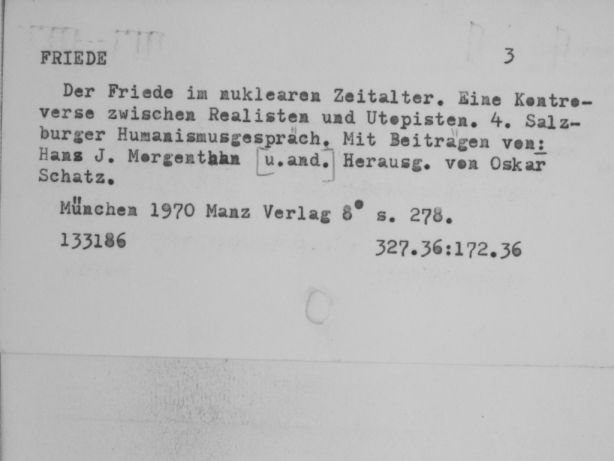 FRIEDE 3
Der Friede im nuklearen Zeitalter. Eine Kontro-
verse zwischen Realisten und Utopisten. 4. Salz-
burger Humanismusgespräch. Mit Beiträgen von:
Hans J. Morgenthau [u.and.] Herausg. von Oskar
Schatz.
München 1970 Manz Verlag 8° s. 278.
133186 327.36:172.36